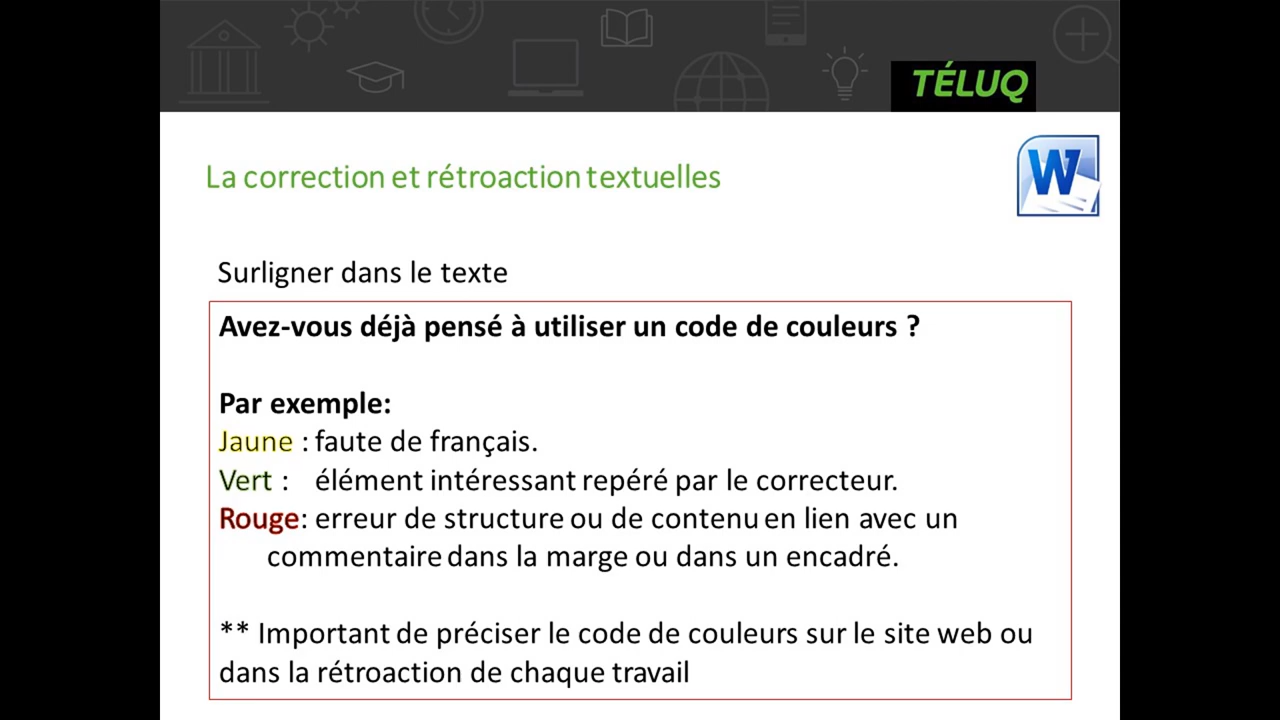 TÉLUQ
La correction et rétroaction textuelles
W
Surligner dans le texte
Avez-vous déjà pensé à utiliser un code de couleurs ?
Par exemple:
Jaune : faute de français.
Vert : élément intéressant repéré par le correcteur.
Rouge: erreur de structure ou de contenu en lien avec un
commentaire dans la marge ou dans un encadré.
** Important de préciser le code de couleurs sur le site web ou
dans la rétroaction de chaque travail